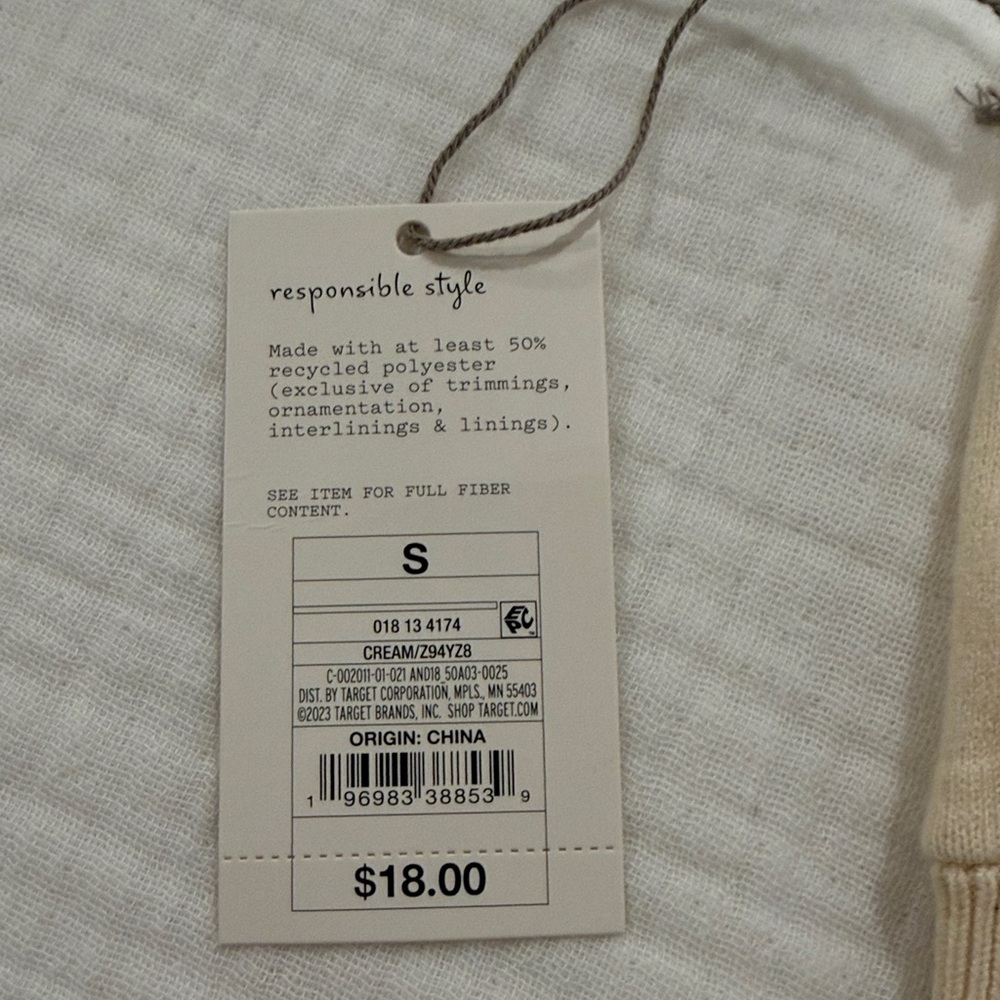 responsible style
Made with at least 50%
recycled polyester
(exclusive of trimmings,
ornamentation,
interlinings & linings).
SEE ITEM FOR FULL FIBER
CONTENT.
S
EPC™
018 13 4174
CREAM/Z94YZ8
C-002011-01-021 AND18_50A03-0025
DIST. BY TARGET CORPORATION, MPLS., MN 55403
©2023 TARGET BRANDS, INC. SHOP TARGET.COM
ORIGIN: CHINA
1 96983 38853 9
$18.00